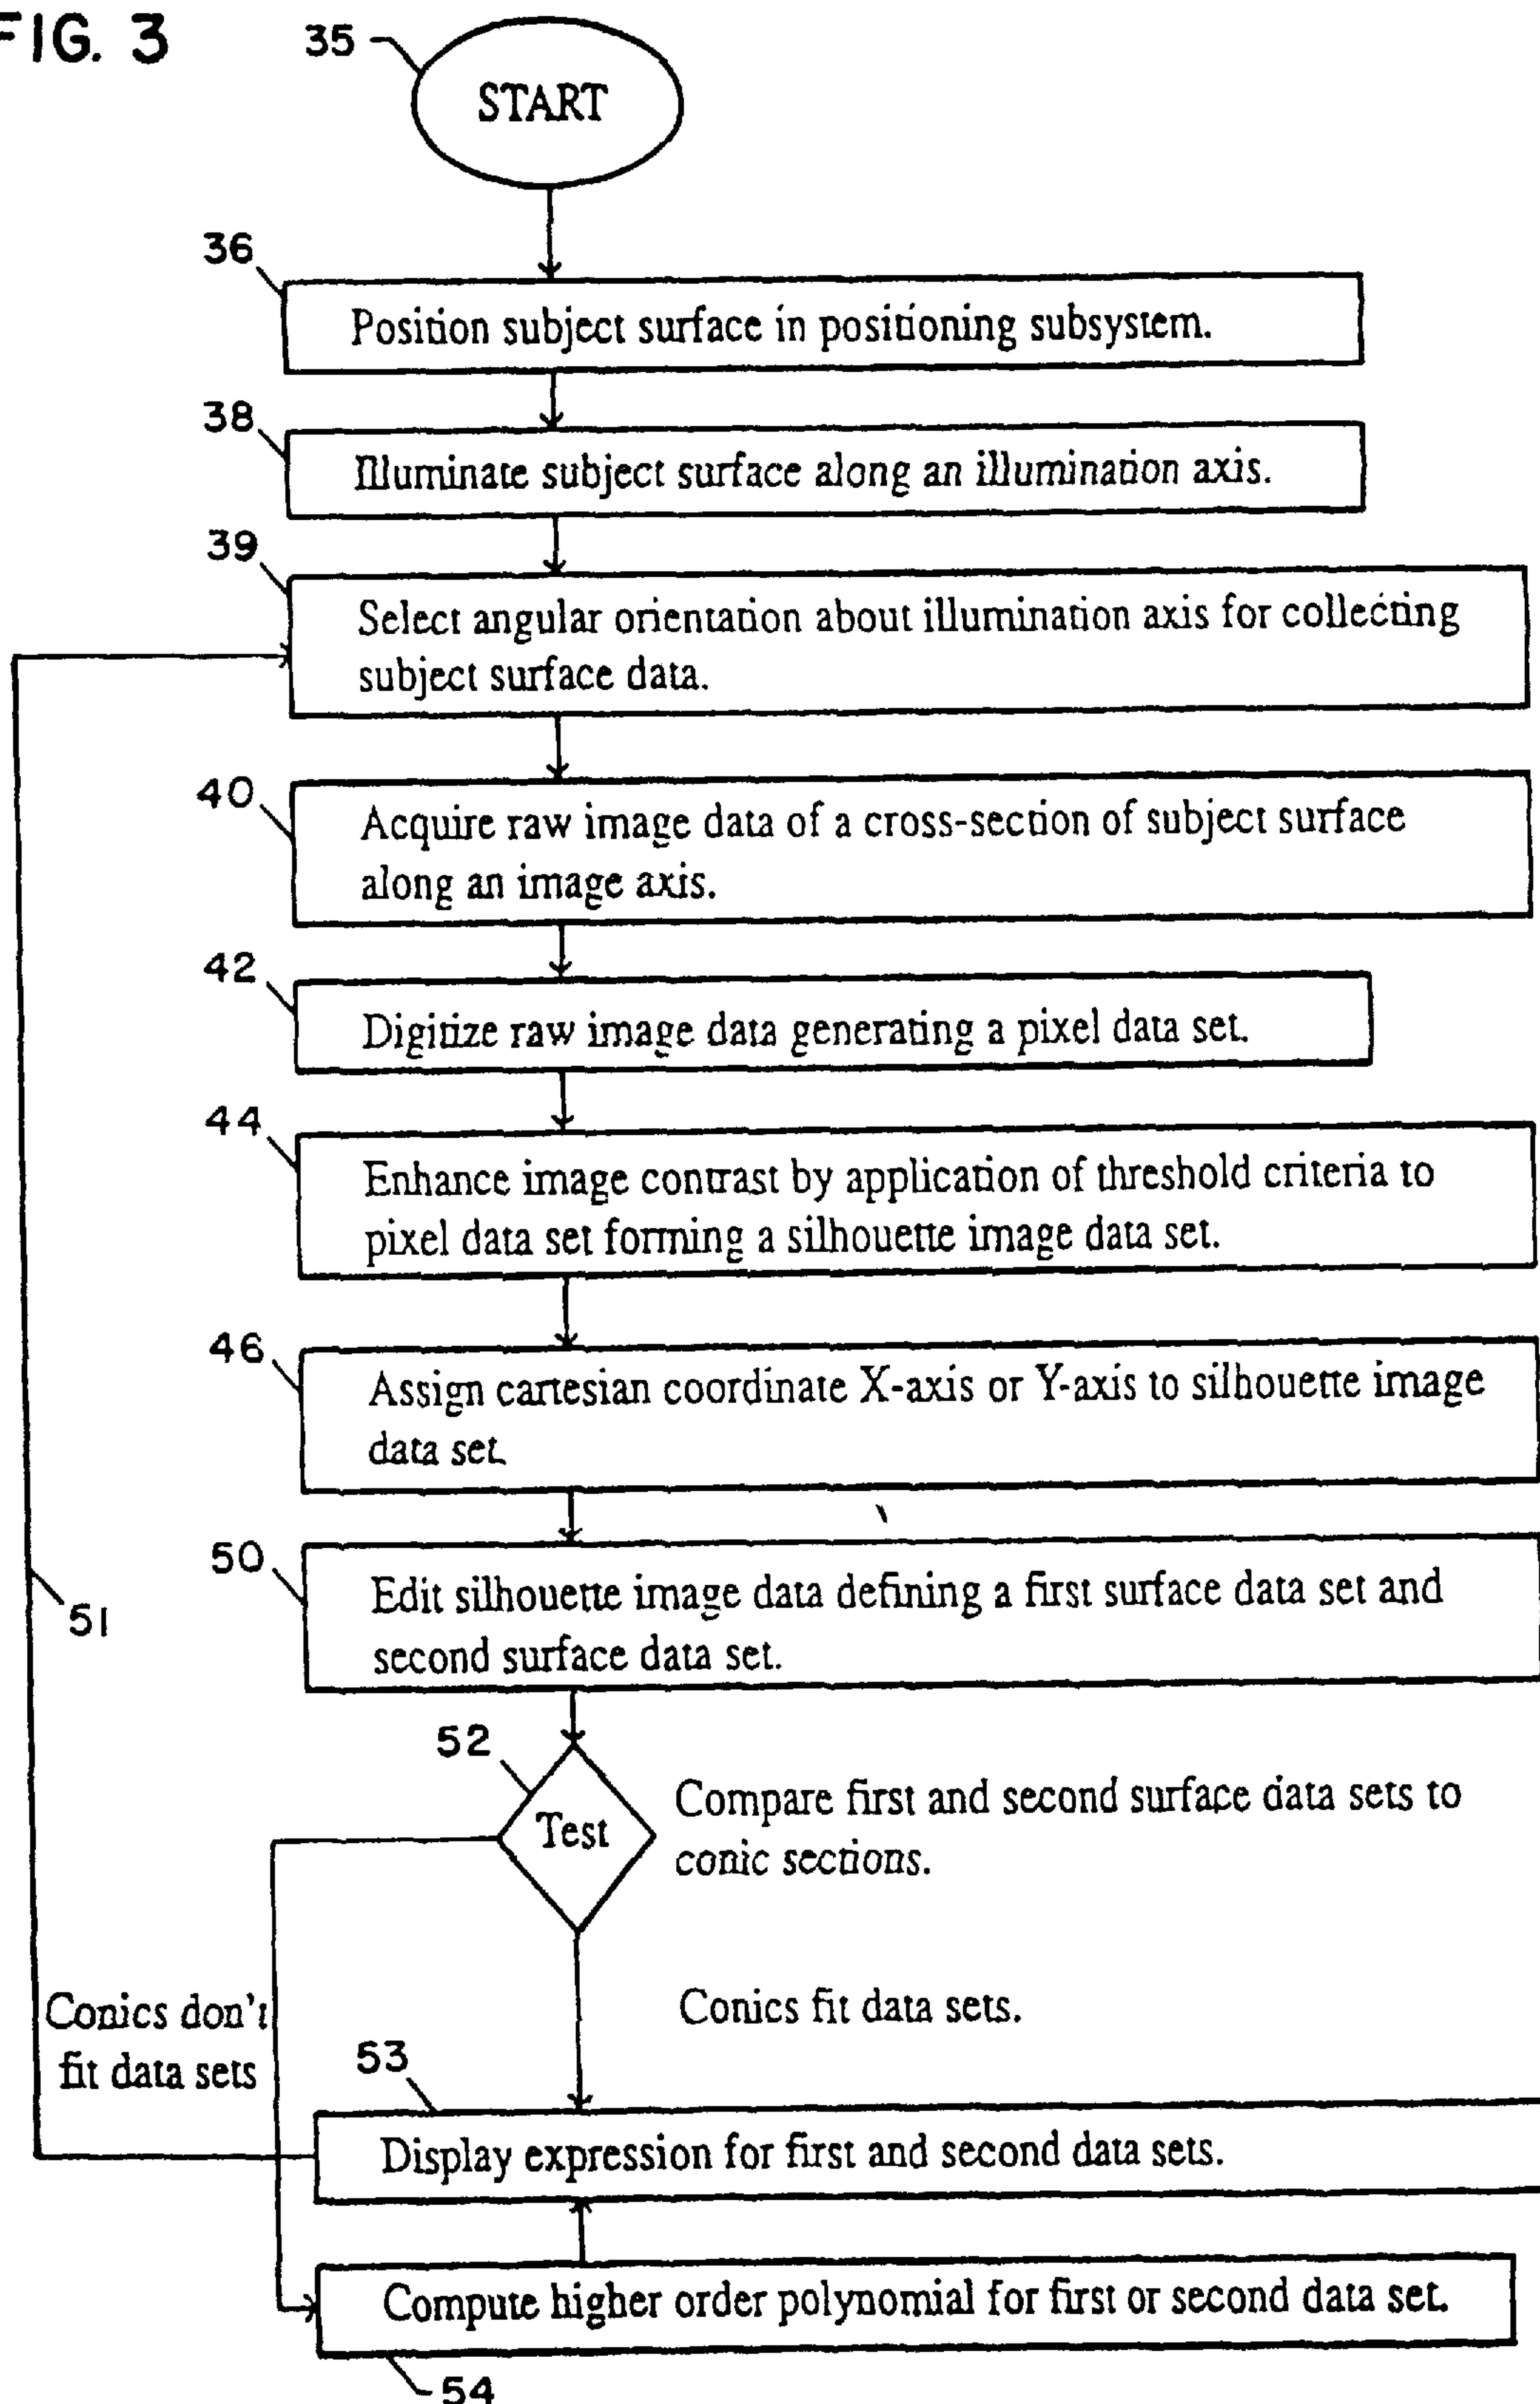 FIG. 3
35
START
36
Position subject surface in positioning subsystem.
38
Illuminate subject surface along an illumination axis.
39
Select angular orientation about illumination axis for collecting
subject surface data.
40
Acquire raw image data of a cross-section of subject surface
along an image axis.
42
Digitize raw image data generating a pixel data set.
44
Enhance image contrast by application of threshold criteria to
pixel data set forming a silhouette image data set.
46
Assign cartesian coordinate X-axis or Y-axis to silhouette image
data set.
50
Edit silhouette image data defining a first surface data set and
second surface data set.
51
52
Test
Compare first and second surface data sets to
conic sections.
Conics don't
fit data sets
Conics fit data sets.
53
Display expression for first and second data sets.
Compute higher order polynomial for first or second data set.
54